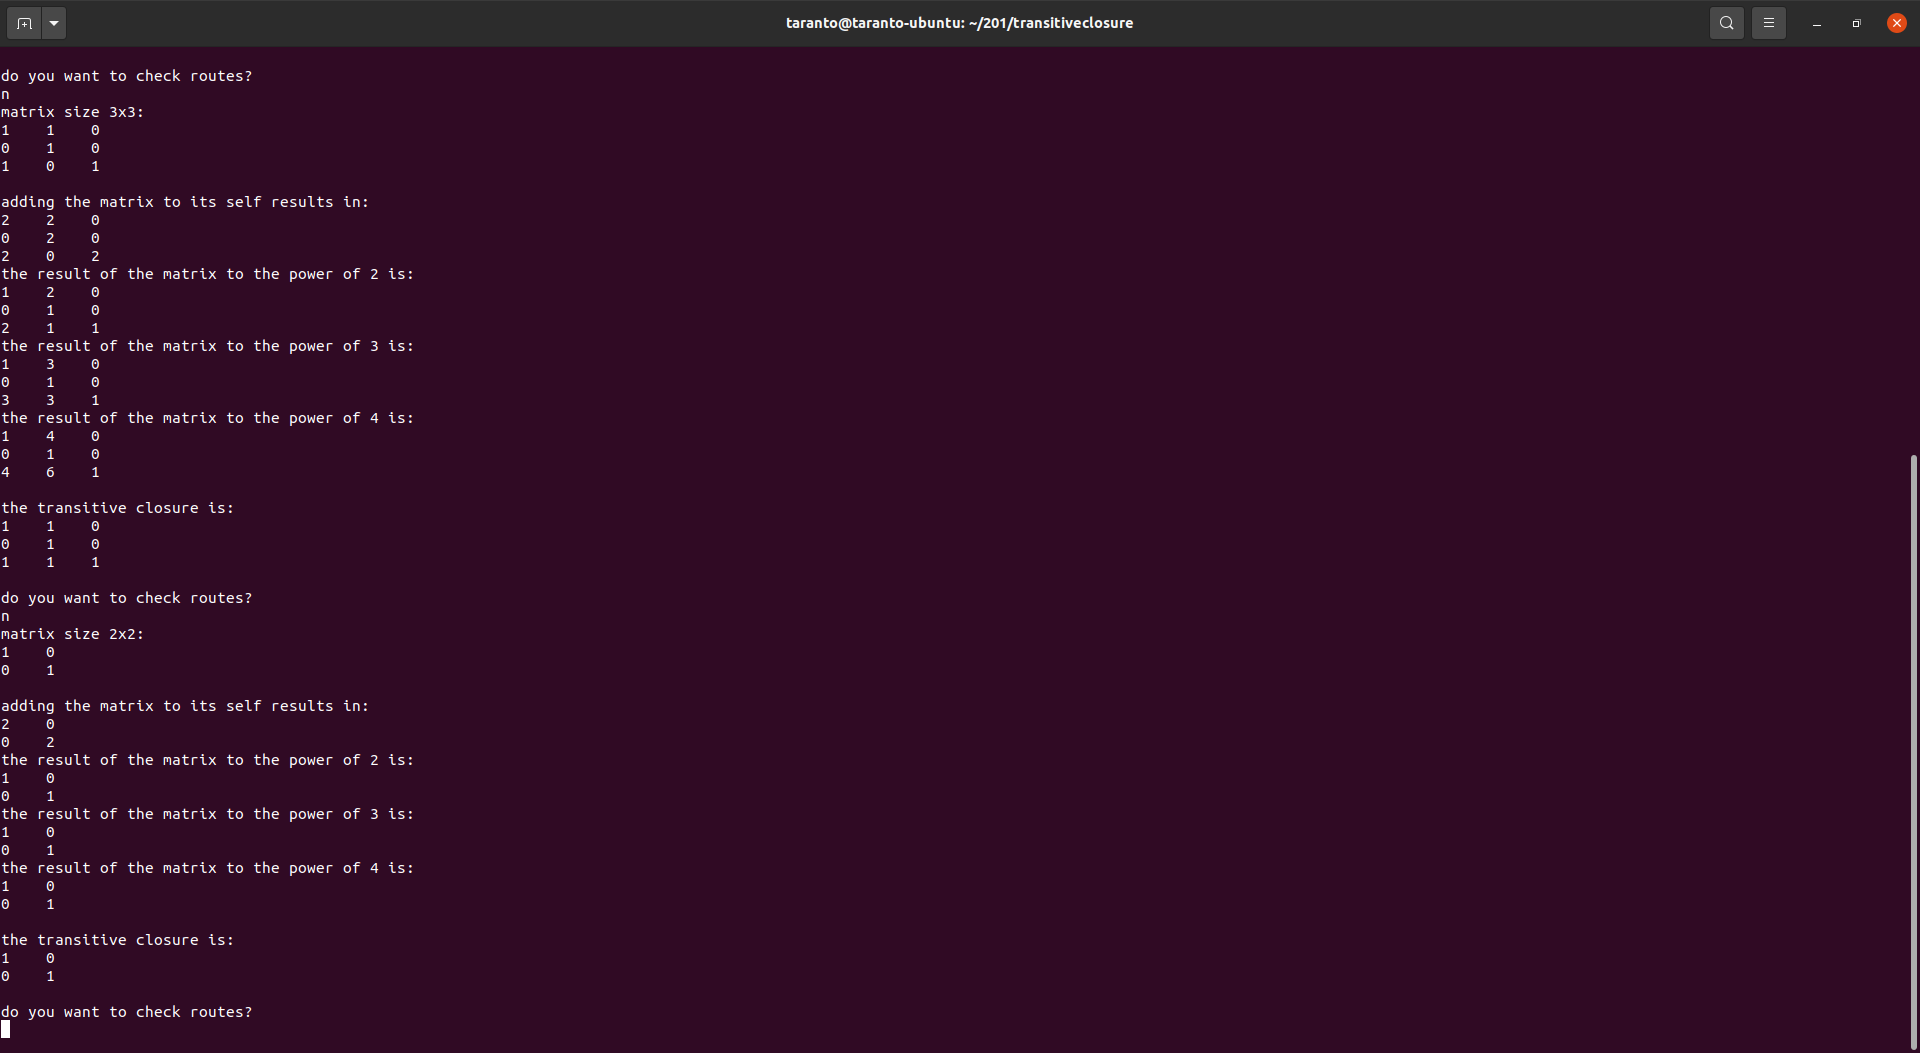 taranto@taranto-ubuntu: ~/201/transitiveclosure
do you want to check routes?
n
matrix size 3x3:
1 1 0
0 1 0
1 0 1
adding the matrix to its self results in:
2 2 0
0 2 0
2 0 2
the result of the matrix to the power of 2 is:
1 2 0
0 1 0
2 1 1
the result of the matrix to the power of 3 is:
1 3 0
0 1 0
3 3 1
the result of the matrix to the power of 4 is:
1 4 0
0 1 0
4 6 1
the transitive closure is:
1 1 0
0 1 0
1 1 1
do you want to check routes?
n
matrix size 2x2:
1 0
0 1
adding the matrix to its self results in:
2 0
0 2
the result of the matrix to the power of 2 is:
1 0
0 1
the result of the matrix to the power of 3 is:
1 0
0 1
the result of the matrix to the power of 4 is:
1 0
0 1
the transitive closure is:
1 0
0 1
do you want to check routes?